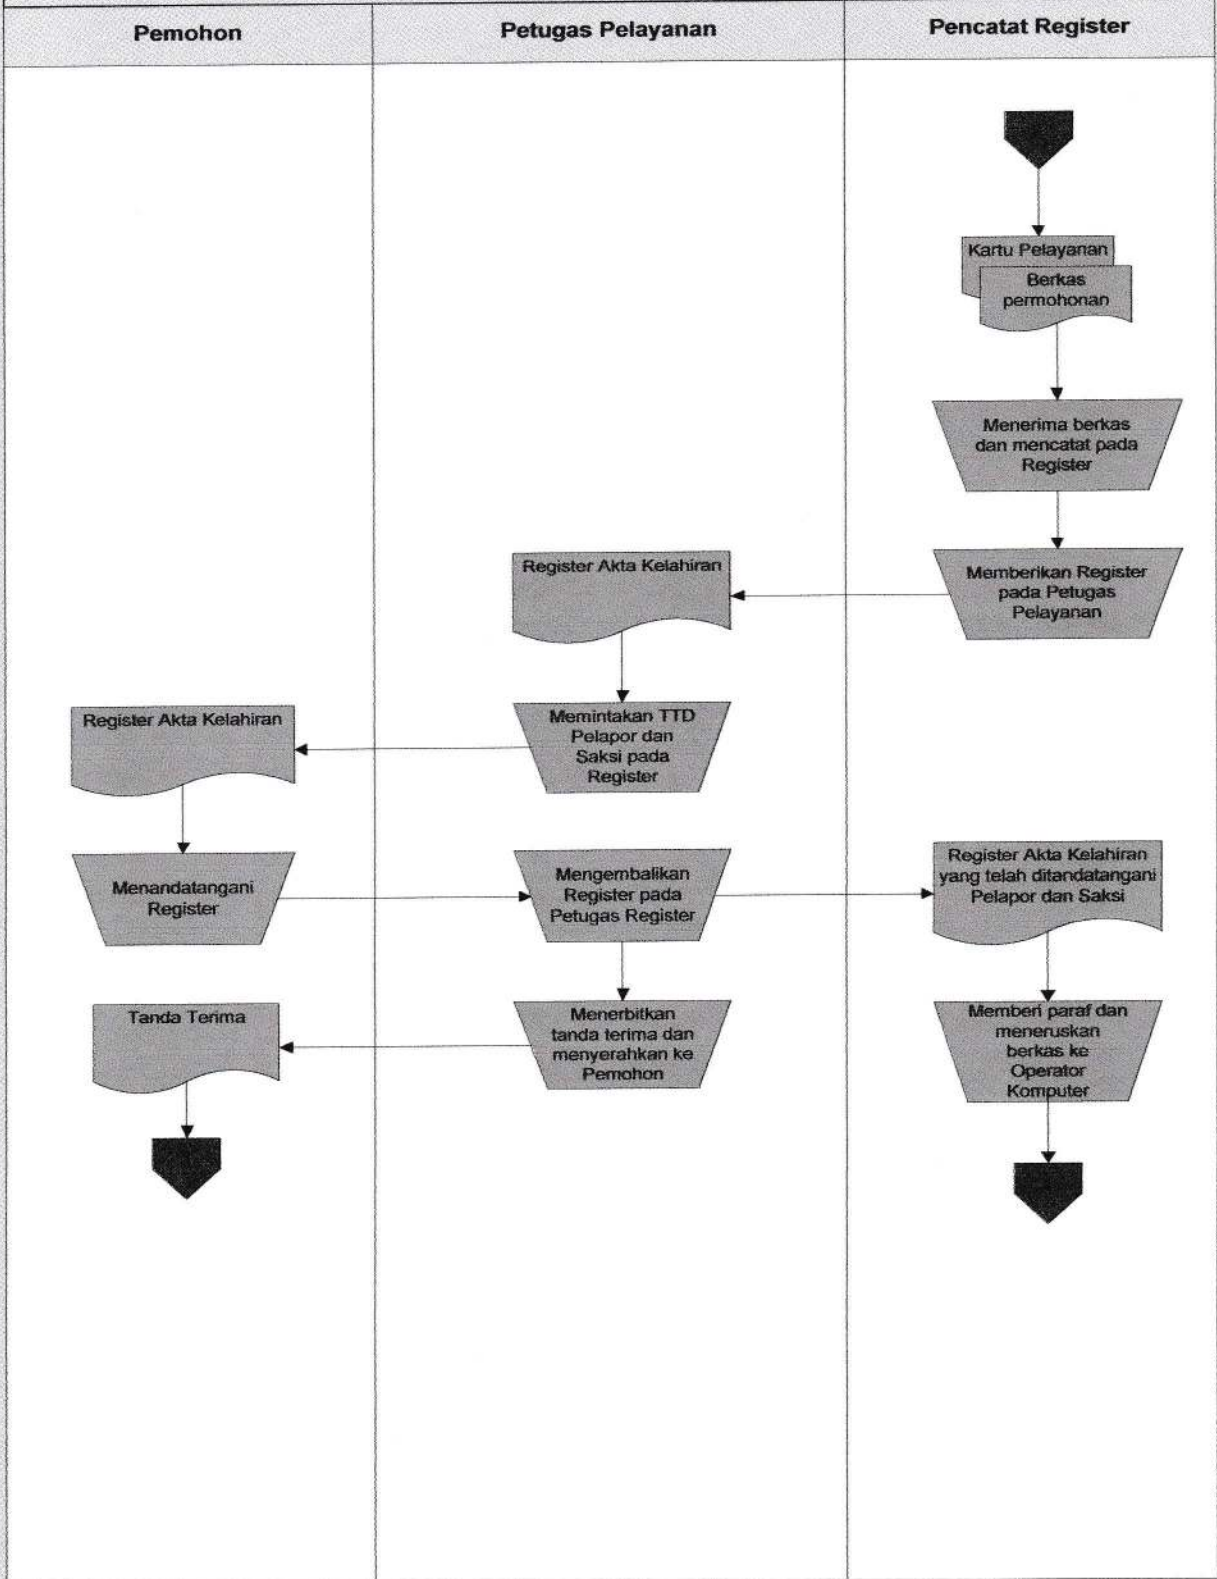 Pemohon
Petugas Pelayanan
Pencatat Register
Kartu Pelayanan
Berkas
permohonan
Menerima berkas
dan mencatat pada
Register
Memberikan Register
pada Petugas
Pelayanan
Register Akta Kelahiran
Memintakan TTD
Pelapor dan
Saksi pada
Register
Register Akta Kelahiran
Menandatangani
Register
Mengembalikan
Register pada
Petugas Register
Register Akta Kelahiran
yang telah ditandatangani
Pelapor dan Saksi
Menerbitkan
tanda terima dan
menyerahkan ke
Pemohon
Tanda Terima
Memberi paraf dan
meneruskan
berkas ke
Operator
Komputer